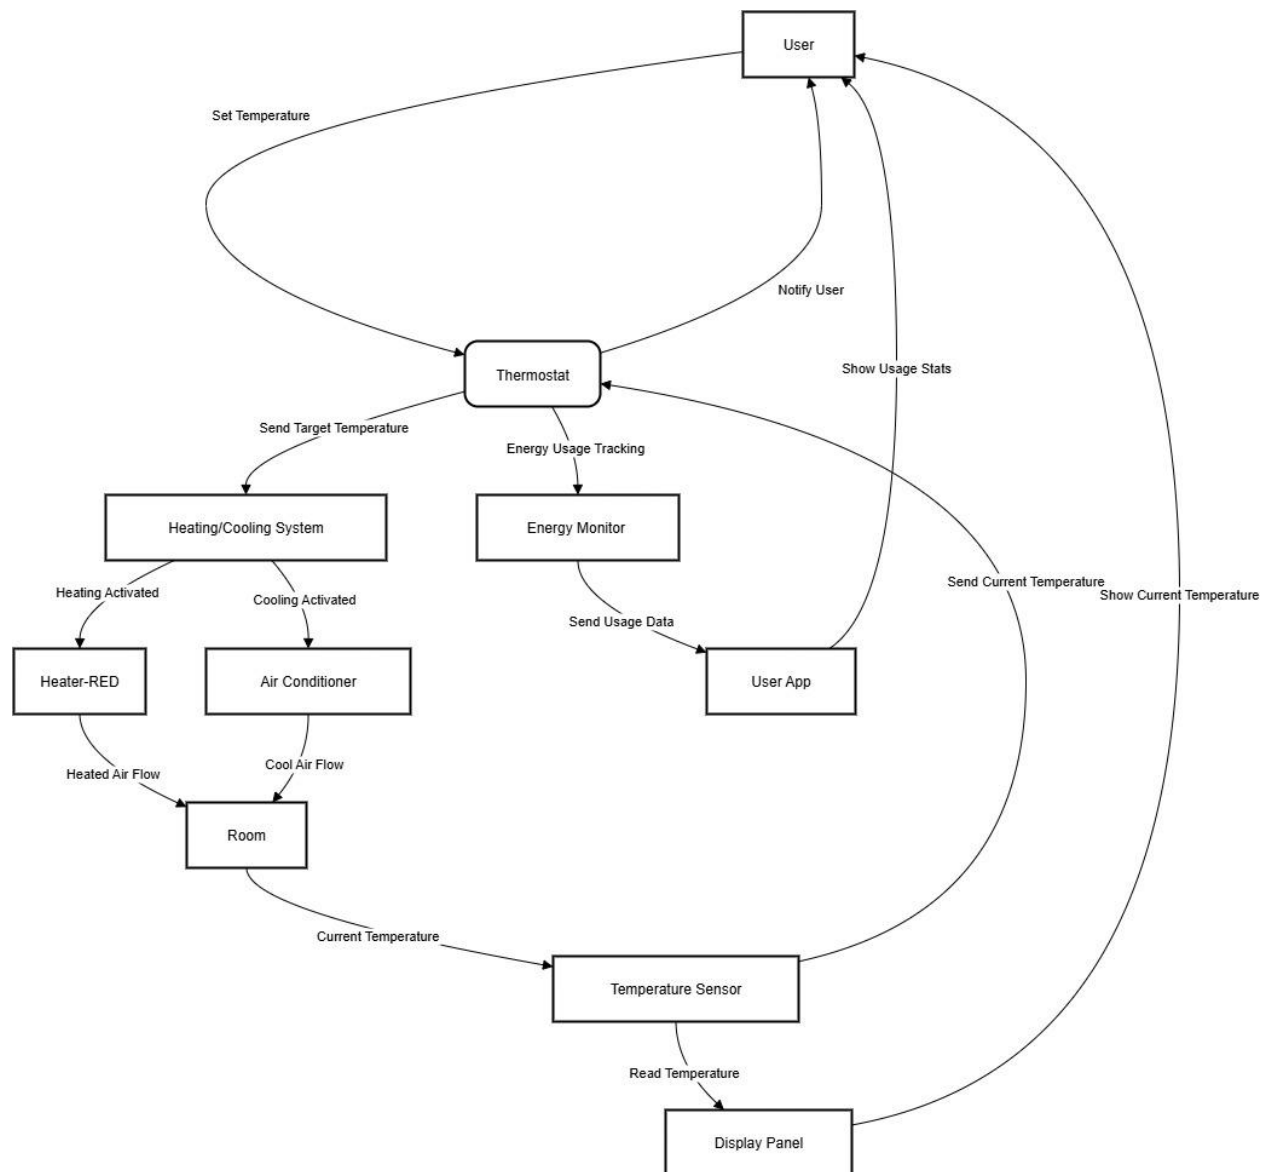 User
Set Temperature
Notify User
Show Usage Stats
Thermostat
Send Target Temperature
Energy Usage Tracking
Heating/Cooling System
Energy Monitor
Send Current Temperature
Show Current Temperature
Heating Activated
Cooling Activated
Send Usage Data
Heater-RED
Air Conditioner
User App
Heated Air Flow
Cool Air Flow
Room
Current Temperature
Temperature Sensor
Read Temperature
Display Panel